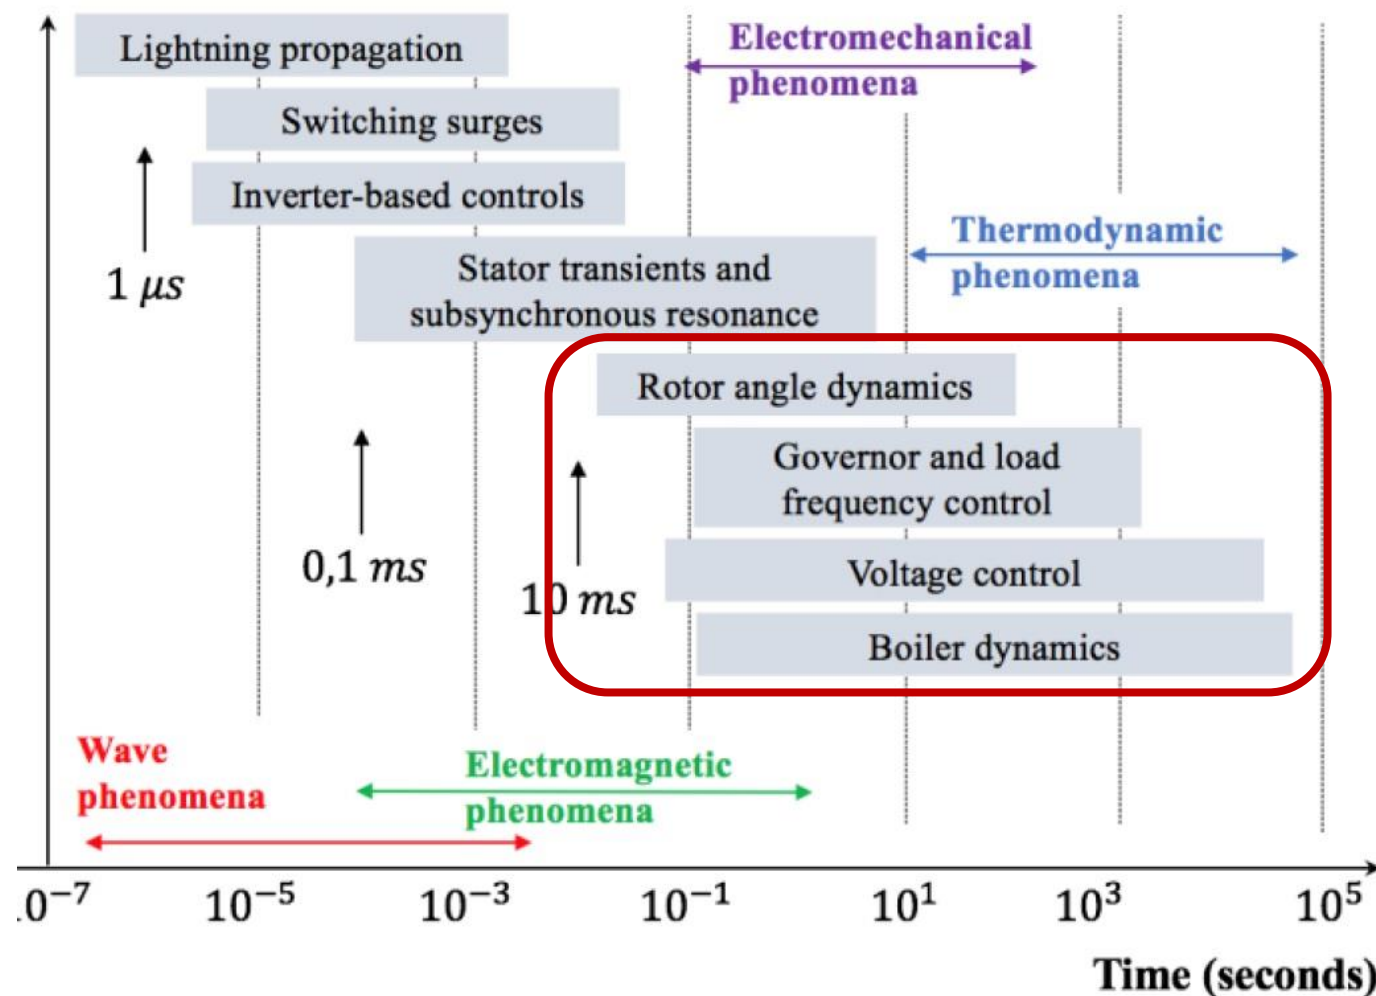 Lightning propagation
Electromechanical
phenomena
Switching surges
Inverter-based controls
1 μs
Thermodynamic
phenomena
Stator transients and
subsynchronous resonance
Rotor angle dynamics
Governor and load
frequency control
0,1 ms
10 ms
Voltage control
Boiler dynamics
Wave
phenomena
Electromagnetic
phenomena
.0⁻⁷ 10⁻⁵ 10⁻³ 10⁻¹ 10¹ 10³ 10⁵
Time (seconds)